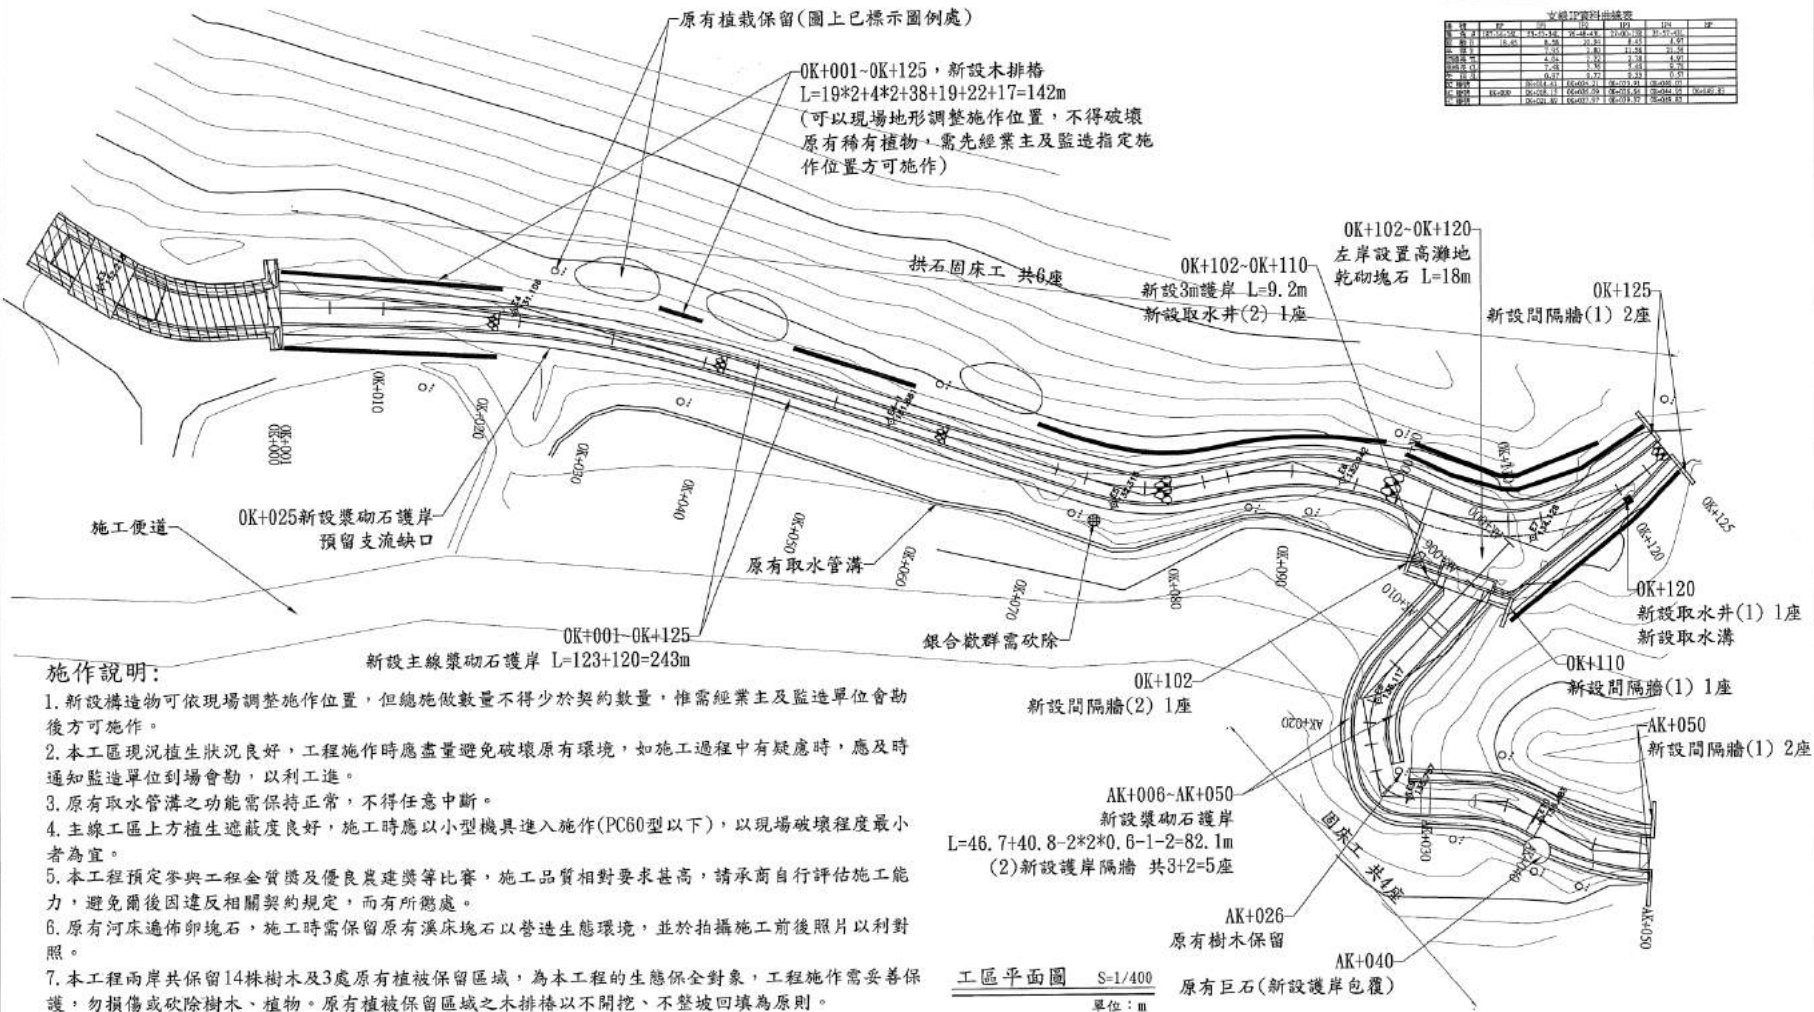 原有植栽保留(圖上已標示圖例處)
0K+001~0K+125，新設木排樁
L=19*2+4*2+38+19+22+17=142m
(可以現場地形調整施作位置，不得破壞
原有稀有植物，需先經業主及監造指定施
作位置方可施作)
支線IP資料曲線表
拱石固床工 共6座
0K+102~0K+110
新設3m護岸 L=9.2m
新設取水井(2) 1座
0K+102~0K+120
左岸設置高灘地
乾砌塊石 L=18m
0K+125
新設間隔牆(1) 2座
0K+000
0K+001
0K+010
0K+020
0K+030
0K+040
0K+050
0K+060
0K+070
0K+080
0K+090
0K+120
0K+125
施工便道
0K+025新設漿砌石護岸
預留支流缺口
原有取水管溝
0K+001~0K+125
新設主線漿砌石護岸 L=123+120=243m
銀合歡群需砍除
0K+102
新設間隔牆(2) 1座
0K+120
新設取水井(1) 1座
新設取水溝
0K+110
新設間隔牆(1) 1座
AK+010
AK+020
AK+030
AK+050
AK+050
新設間隔牆(1) 2座
AK+006~AK+050
新設漿砌石護岸
L=46.7+40.8-2*2*0.6-1-2=82.1m
(2)新設護岸隔牆 共3+2=5座
固床工 共4座
AK+026
原有樹木保留
AK+040
原有巨石(新設護岸包覆)
施作說明:
1.新設構造物可依現場調整施作位置，但總施做數量不得少於契約數量，惟需經業主及監造單位會勘
後方可施作。
2.本工區現況植生狀況良好，工程施作時應盡量避免破壞原有環境，如施工過程中有疑慮時，應及時
通知監造單位到場會勘，以利工進。
3.原有取水管溝之功能需保持正常，不得任意中斷。
4.主線工區上方植生遮蔽度良好，施工時應以小型機具進入施作(PC60型以下)，以現場破壞程度最小
者為宜。
5.本工程預定參與工程金質獎及優良農建獎等比賽，施工品質相對要求甚高，請承商自行評估施工能
力，避免爾後因違反相關契約規定，而有所懲處。
6.原有河床遍佈卵塊石，施工時需保留原有溪床塊石以營造生態環境，並於拍攝施工前後照片以利對
照。
7.本工程兩岸共保留14株樹木及3處原有植被保留區域，為本工程的生態保全對象，工程施作需妥善保
護，勿損傷或砍除樹木、植物。原有植被保留區域之木排樁以不開挖、不整坡回填為原則。
工區平面圖 S=1/400
單位：m